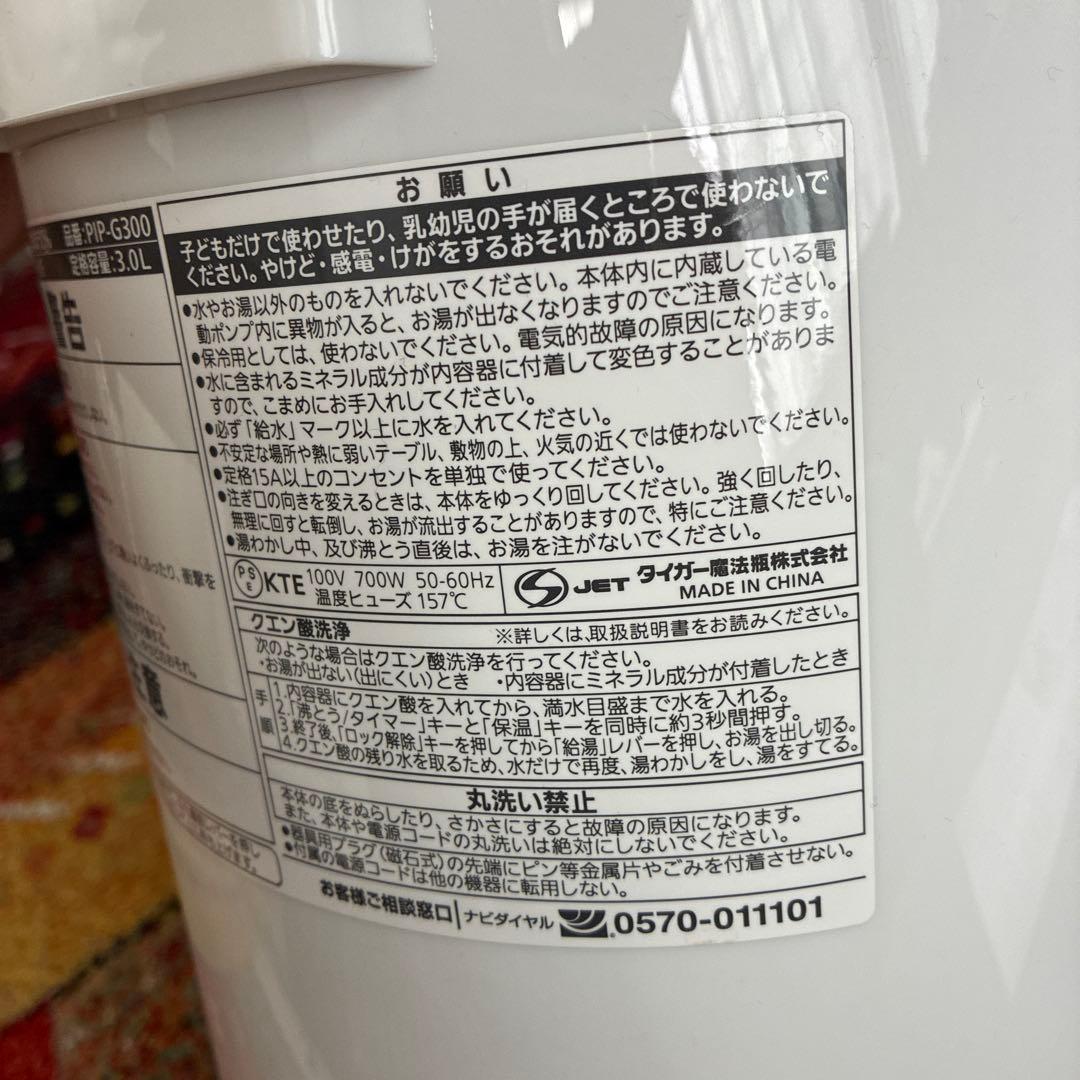 品番:PIP-G300
定格容量:3.0L
警告
衝撃を
お願い
子どもだけで使わせたり、乳幼児の手が届くところで使わないで
ください。やけど・感電・けがをするおそれがあります。
●水やお湯以外のものを入れないでください。本体内に内蔵している電
動ポンプ内に異物が入ると、お湯が出なくなりますのでご注意ください。
●保冷用としては、使わないでください。電気的故障の原因になります。
●水に含まれるミネラル成分が内容器に付着して変色することがありま
すので、こまめにお手入れしてください。
●必ず「給水」マーク以上に水を入れてください。
●不安定な場所や熱に弱いテーブル、敷物の上、火気の近くでは使わないでください。
●定格15A以上のコンセントを単独で使ってください。
●注ぎ口の向きを変えるときは、本体をゆっくり回してください。強く回したり、
無理に回すと転倒し、お湯が流出することがありますので、特にご注意ください。
●湯わかし中、及び沸とう直後は、お湯を注がないでください。
PSE KTE 100V 700W 50-60Hz
温度ヒューズ 157℃
JET タイガー魔法瓶株式会社
MADE IN CHINA
クエン酸洗浄 ※詳しくは、取扱説明書をお読みください。
次のような場合はクエン酸洗浄を行ってください。
・お湯が出ない(出にくい)とき ・内容器にミネラル成分が付着したとき
手順
1.内容器にクエン酸を入れてから、満水目盛まで水を入れる。
2.「沸とう/タイマー」キーと「保温」キーを同時に約3秒間押す。
3.終了後、「ロック解除」キーを押してから「給湯」レバーを押し、お湯を出し切る。
4.クエン酸の残り水を取るため、水だけで再度、湯わかしをし、湯をすてる。
丸洗い禁止
本体の底をぬらしたり、さかさにすると故障の原因になります。
また、本体や電源コードの丸洗いは絶対にしないでください。
●器具用プラグ(磁石式)の先端にピン等金属片やごみを付着させない。
●付属の電源コードは他の機器に転用しない。
お客様ご相談窓口 ナビダイヤル 0570-011101